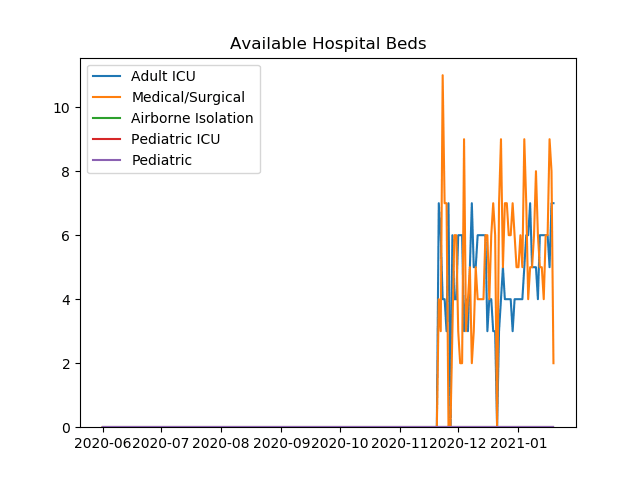 Available Hospital Beds
Adult ICU
Medical/Surgical
Airborne Isolation
Pediatric ICU
Pediatric
10
8
6
4
2
0
2020-06 2020-07 2020-08 2020-09 2020-10 2020-11 2020-12 2021-01